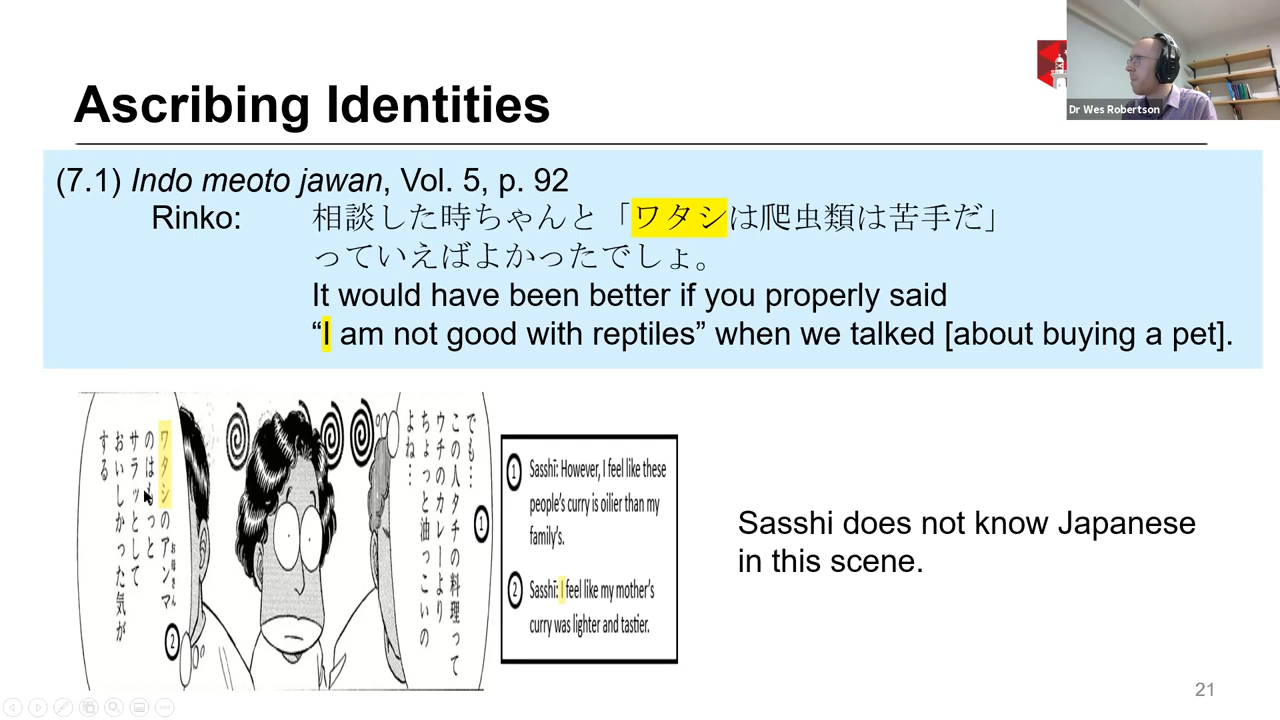 Ascribing Identities
Dr Wes Robertson
(7.1) Indo meoto jawan, Vol. 5, p. 92
Rinko: 相談した時ちゃんと「ワタシは爬虫類は苦手だ」
っていえばよかったでしょ。
It would have been better if you properly said
“I am not good with reptiles” when we talked [about buying a pet].
でも…
この人タチの料理って
ウチのカレーより
ちょっと油っこいの
よね…
1
ワタシのアンマ
お母さん
のはもっと
サラッとして
おいしかった気が
する
2
1 Sasshi: However, I feel like these
people's curry is oilier than my
family's.
2 Sasshi: I feel like my mother's
curry was lighter and tastier.
Sasshi does not know Japanese
in this scene.
21